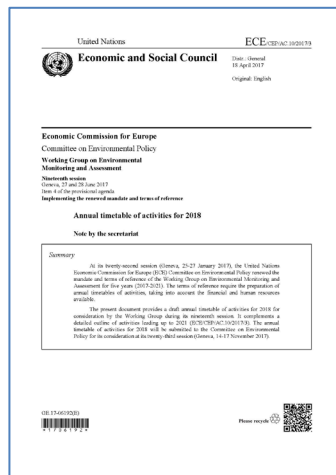 United Nations
ECE/CEP/AC.10/2017/3
Economic and Social Council
Distr.: General
18 April 2017
Original: English
Economic Commission for Europe
Committee on Environmental Policy
Working Group on Environmental
Monitoring and Assessment
Nineteenth session
Geneva, 27 and 28 June 2017
Item 4 of the provisional agenda
Implementing the renewed mandate and terms of reference
Annual timetable of activities for 2018
Note by the secretariat
Summary
At its twenty-second session (Geneva, 25-27 January 2017), the United Nations
Economic Commission for Europe (ECE) Committee on Environmental Policy renewed the
mandate and terms of reference of the Working Group on Environmental Monitoring and
Assessment for five years (2017-2021). The terms of reference require the preparation of
annual timetables of activities, taking into account the financial and human resources
available.
The present document provides a draft annual timetable of activities for 2018 for
consideration by the Working Group during its nineteenth session. It complements a
detailed outline of activities leading up to 2021 (ECE/CEP/AC.10/2017/3). The annual
timetable of activities for 2018 will be submitted to the Committee on Environmental
Policy for its consideration at its twenty-third session (Geneva, 14-17 November 2017).
GE.17-06192(E)
*1706192*
Please recycle